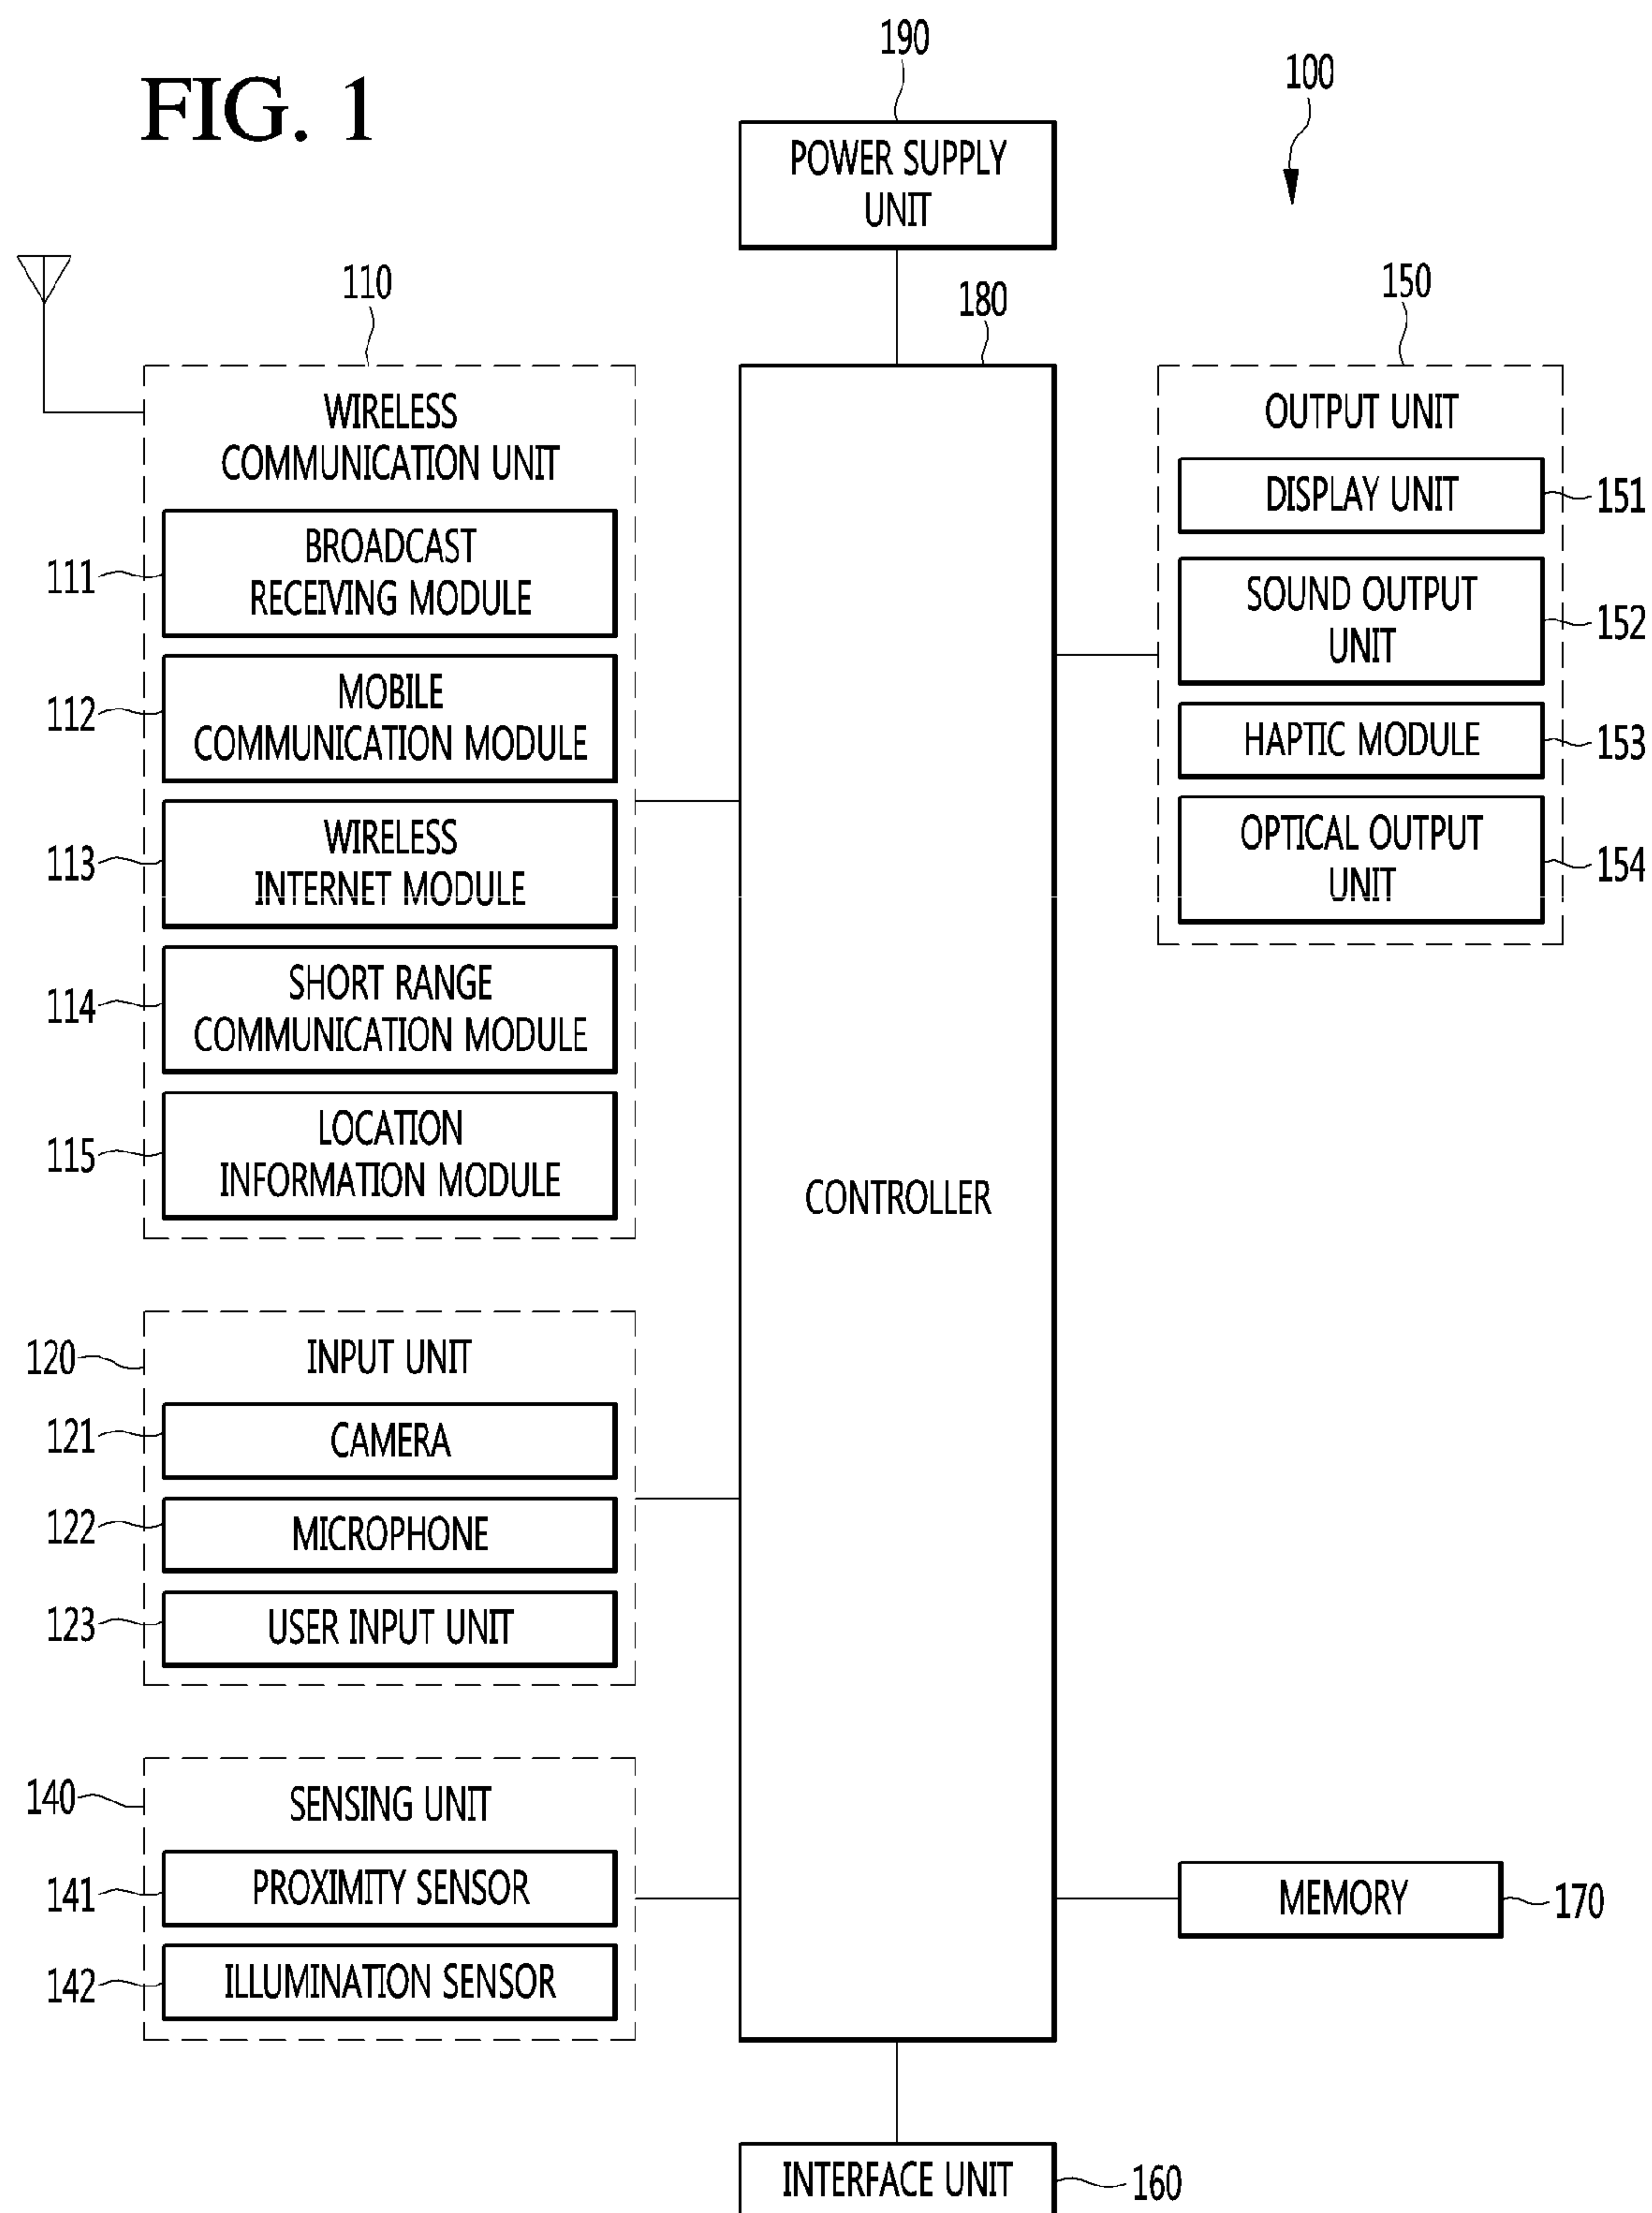 FIG. 1
190
POWER SUPPLY
UNIT
100
110
WIRELESS
COMMUNICATION UNIT
111
BROADCAST
RECEIVING MODULE
112
MOBILE
COMMUNICATION MODULE
113
WIRELESS
INTERNET MODULE
114
SHORT RANGE
COMMUNICATION MODULE
115
LOCATION
INFORMATION MODULE
120
INPUT UNIT
121
CAMERA
122
MICROPHONE
123
USER INPUT UNIT
140
SENSING UNIT
141
PROXIMITY SENSOR
142
ILLUMINATION SENSOR
180
CONTROLLER
150
OUTPUT UNIT
DISPLAY UNIT
151
SOUND OUTPUT
UNIT
152
HAPTIC MODULE
153
OPTICAL OUTPUT
UNIT
154
MEMORY
170
INTERFACE UNIT
160